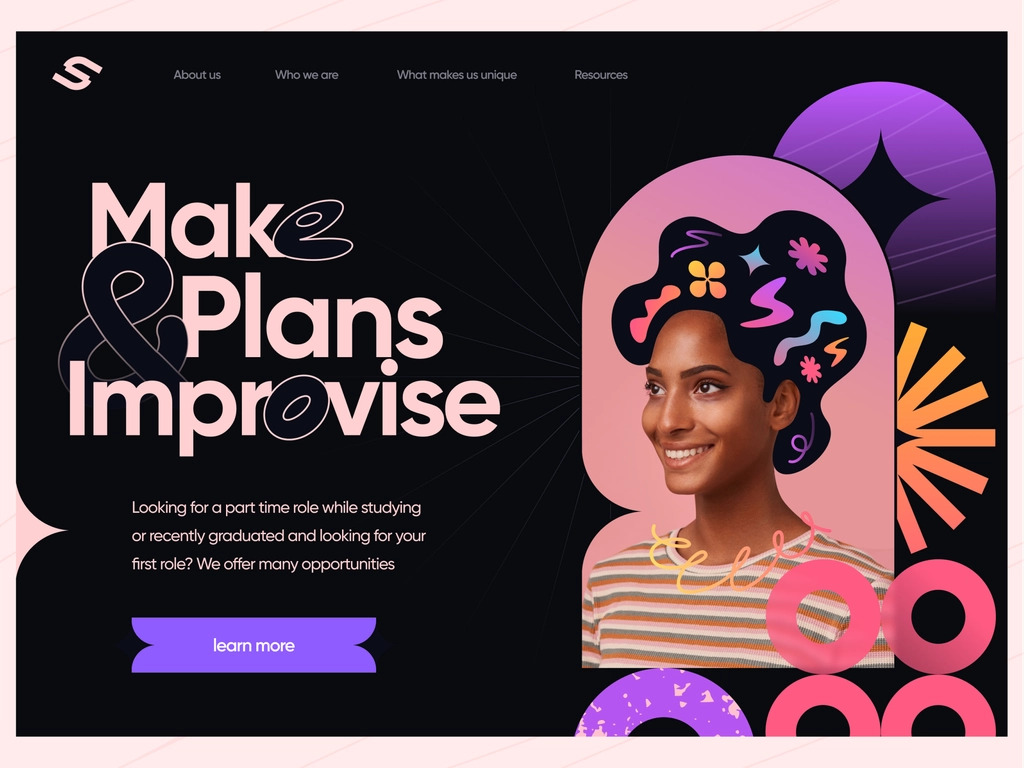 About us
Who we are
What makes us unique
Resources
Make
& Plans
Improvise
Looking for a part time role while studying
or recently graduated and looking for your
first role? We offer many opportunities
learn more